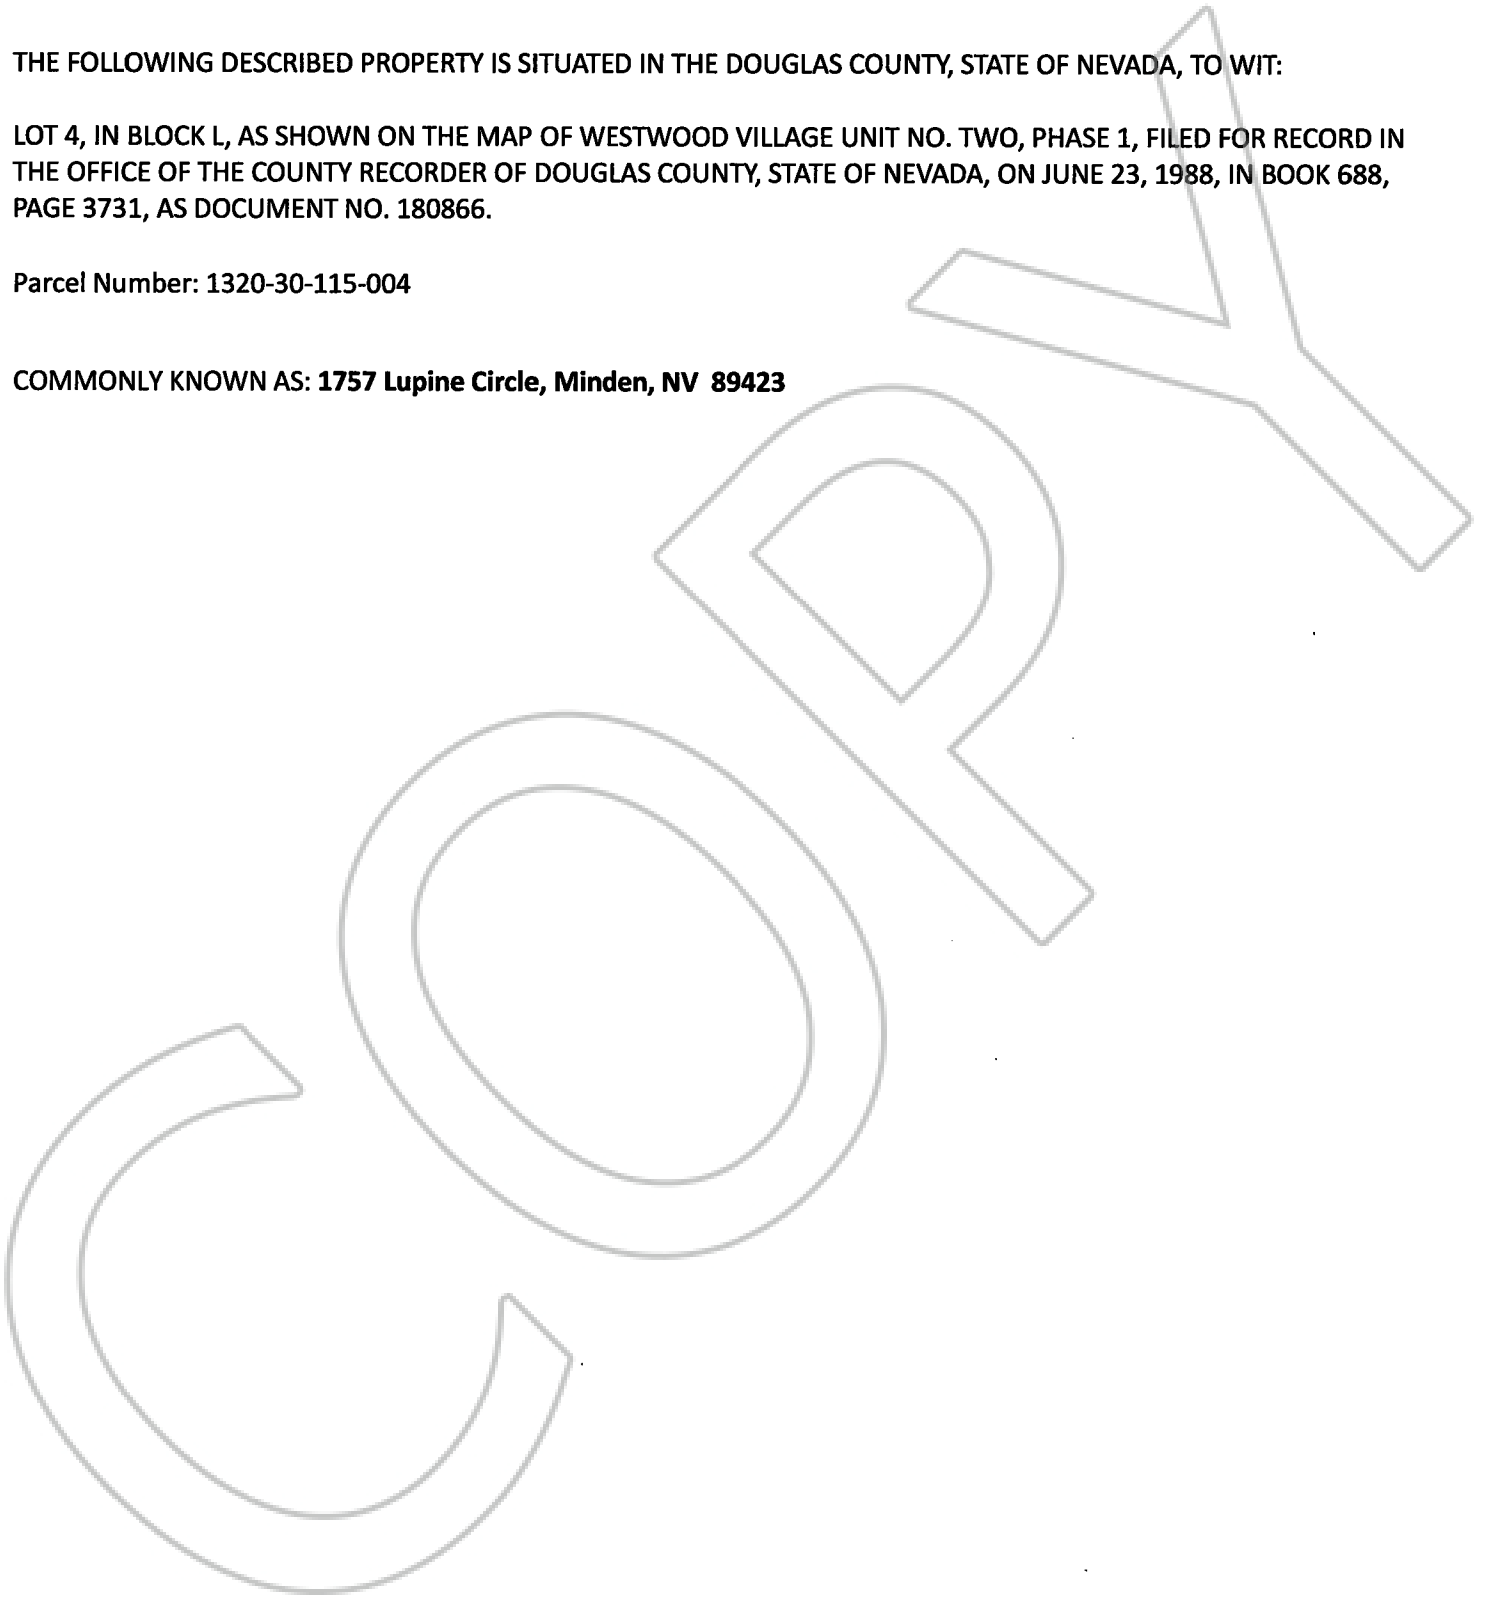 THE FOLLOWING DESCRIBED PROPERTY IS SITUATED IN THE DOUGLAS COUNTY, STATE OF NEVADA, TO WIT:
LOT 4, IN BLOCK L, AS SHOWN ON THE MAP OF WESTWOOD VILLAGE UNIT NO. TWO, PHASE 1, FILED FOR RECORD IN
THE OFFICE OF THE COUNTY RECORDER OF DOUGLAS COUNTY, STATE OF NEVADA, ON JUNE 23, 1988, IN BOOK 688,
PAGE 3731, AS DOCUMENT NO. 180866.
Parcel Number: 1320-30-115-004
COMMONLY KNOWN AS: 1757 Lupine Circle, Minden, NV  89423
COPY